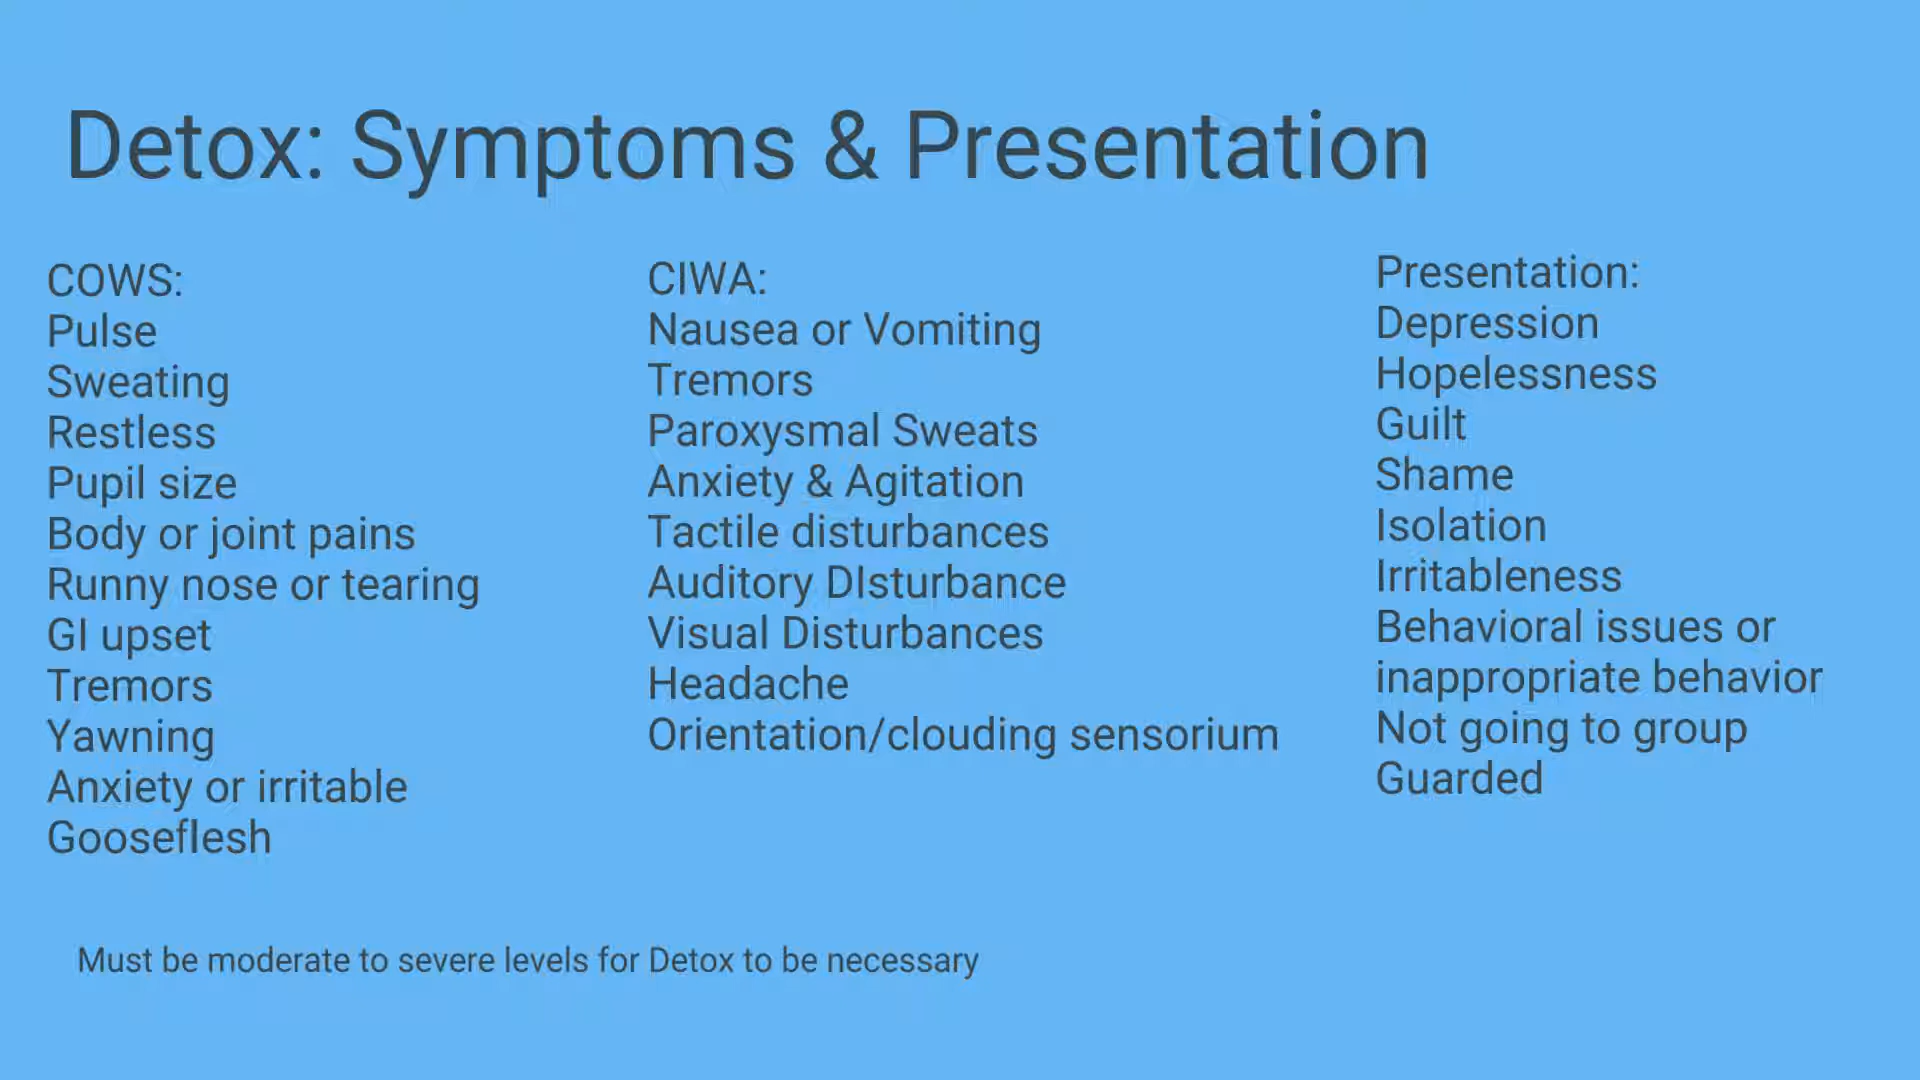 Detox: Symptoms & Presentation
COWS:
Pulse
Sweating
Restless
Pupil size
Body or joint pains
Runny nose or tearing
GI upset
Tremors
Yawning
Anxiety or irritable
Gooseflesh
CIWA:
Nausea or Vomiting
Tremors
Paroxysmal Sweats
Anxiety & Agitation
Tactile disturbances
Auditory DIsturbance
Visual Disturbances
Headache
Orientation/clouding sensorium
Presentation:
Depression
Hopelessness
Guilt
Shame
Isolation
Irritableness
Behavioral issues or
inappropriate behavior
Not going to group
Guarded
Must be moderate to severe levels for Detox to be necessary